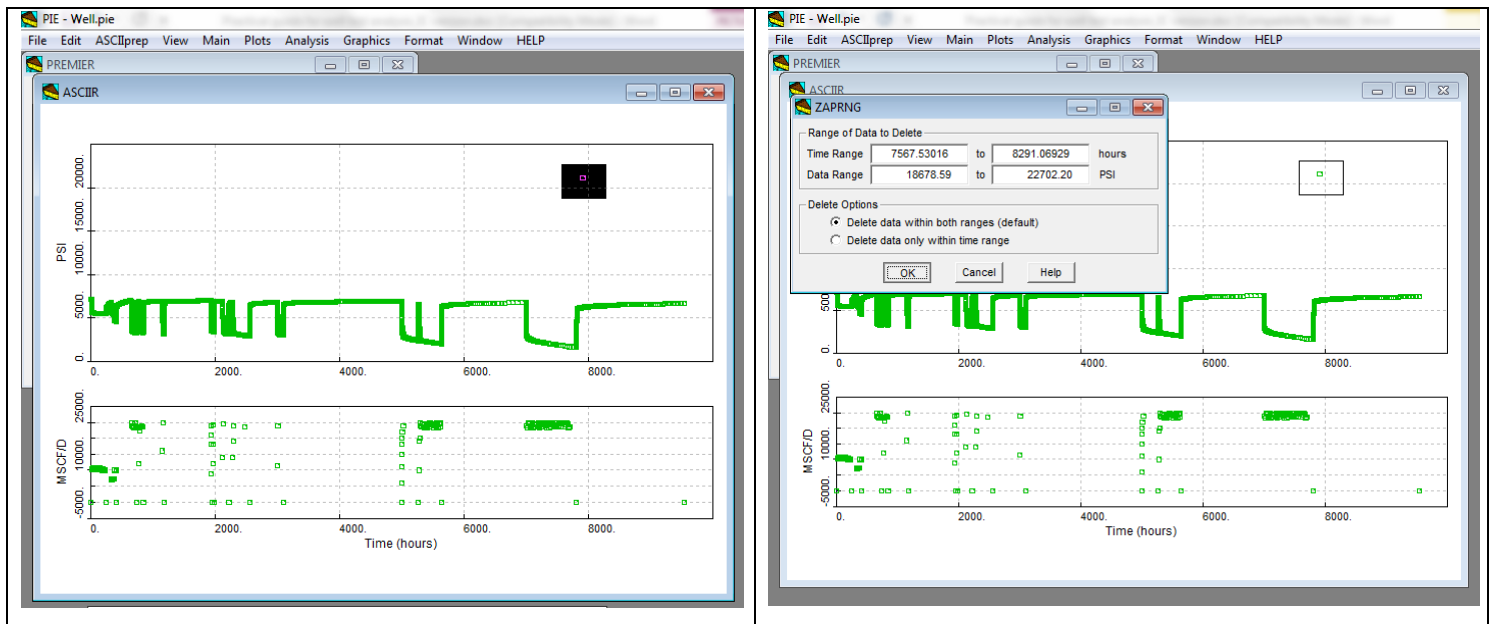 PIE - Well.pie
File Edit ASCIIprep View Main Plots Analysis Graphics Format Window HELP
PREMIER
ASCIIR
20000.
15000.
PSI
10000.
5000.
0.
0. 2000. 4000. 6000. 8000.
25000.
MSCF/D
10000.
-5000.
0. 2000. 4000. 6000. 8000.
Time (hours)
PIE - Well.pie
File Edit ASCIIprep View Main Plots Analysis Graphics Format Window HELP
PREMIER
ASCIIR
ZAPRNG
Range of Data to Delete
Time Range 7567.53016 to 8291.06929 hours
Data Range 18678.59 to 22702.20 PSI
Delete Options
Delete data within both ranges (default)
Delete data only within time range
OK Cancel Help
0.
0. 2000. 4000. 6000. 8000.
25000.
MSCF/D
10000.
-5000.
0. 2000. 4000. 6000. 8000.
Time (hours)